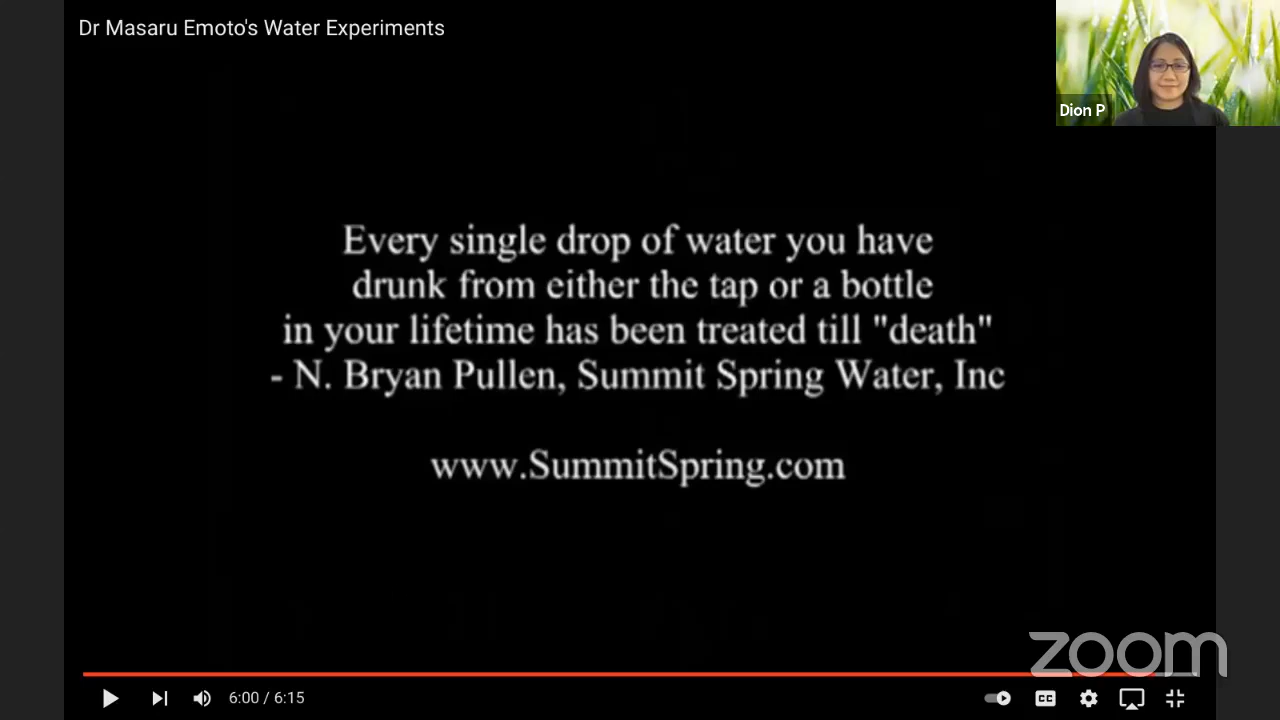 Dr Masaru Emoto's Water Experiments
Dion P
Every single drop of water you have
drunk from either the tap or a bottle
in your lifetime has been treated till "death"
- N. Bryan Pullen, Summit Spring Water, Inc
www.SummitSpring.com
zoom
6:00 / 6:15
CC